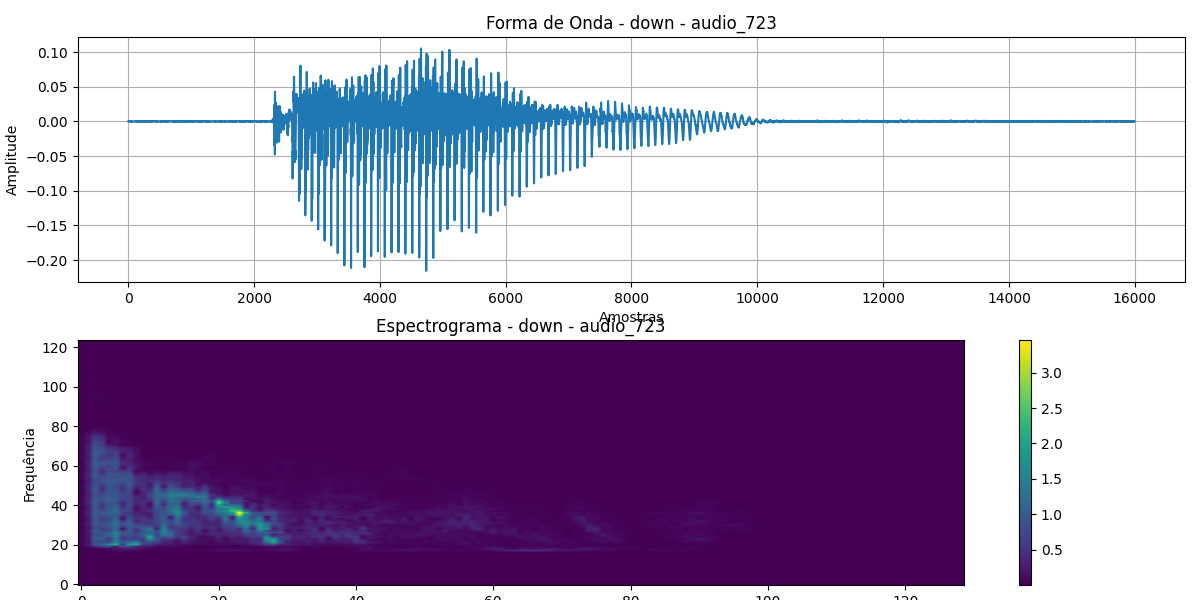 Forma de Onda - down - audio_723
Amplitude
0.10
0.05
0.00
−0.05
−0.10
−0.15
−0.20
0 2000 4000 6000 8000 10000 12000 14000 16000
Amostras
Espectrograma - down - audio_723
Frequência
120
100
80
60
40
20
0
0 20 40 60 80 100 120
3.0
2.5
2.0
1.5
1.0
0.5